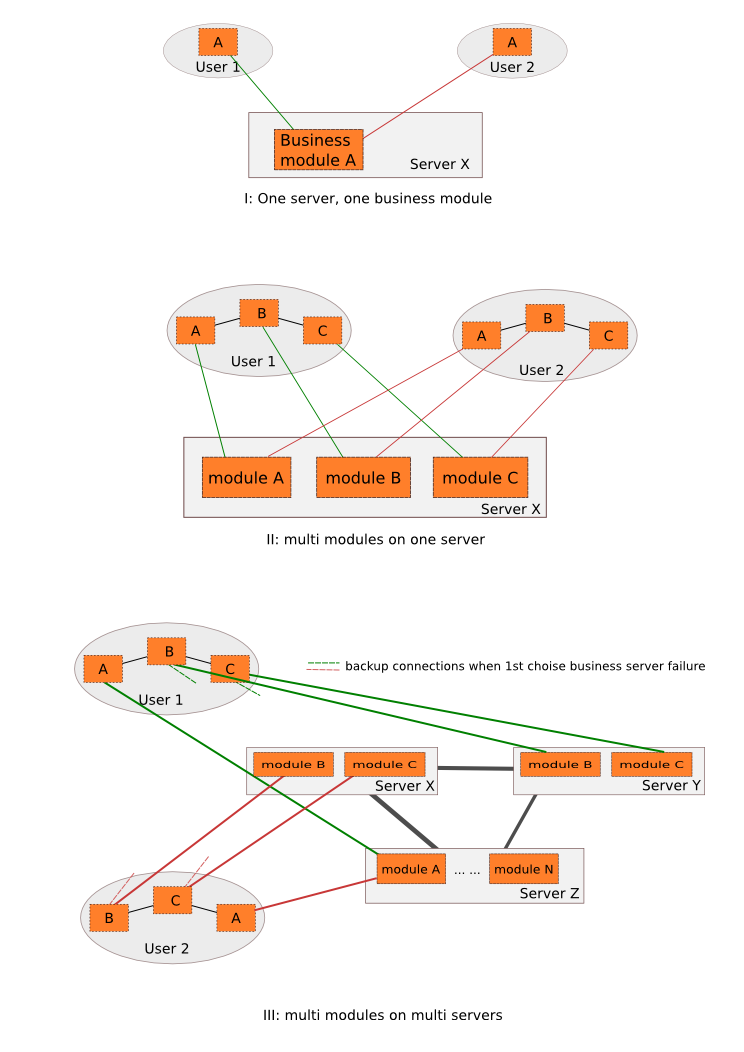 A
User 1
A
User 2
Business
module A
Server X
I: One server, one business module
A
B
C
User 1
A
B
C
User 2
module A
module B
module C
Server X
II: multi modules on one server
A
B
C
User 1
backup connections when 1st choise business server failure
module B
module C
Server X
module B
module C
Server Y
module A
... ...
module N
Server Z
B
C
A
User 2
III: multi modules on multi servers